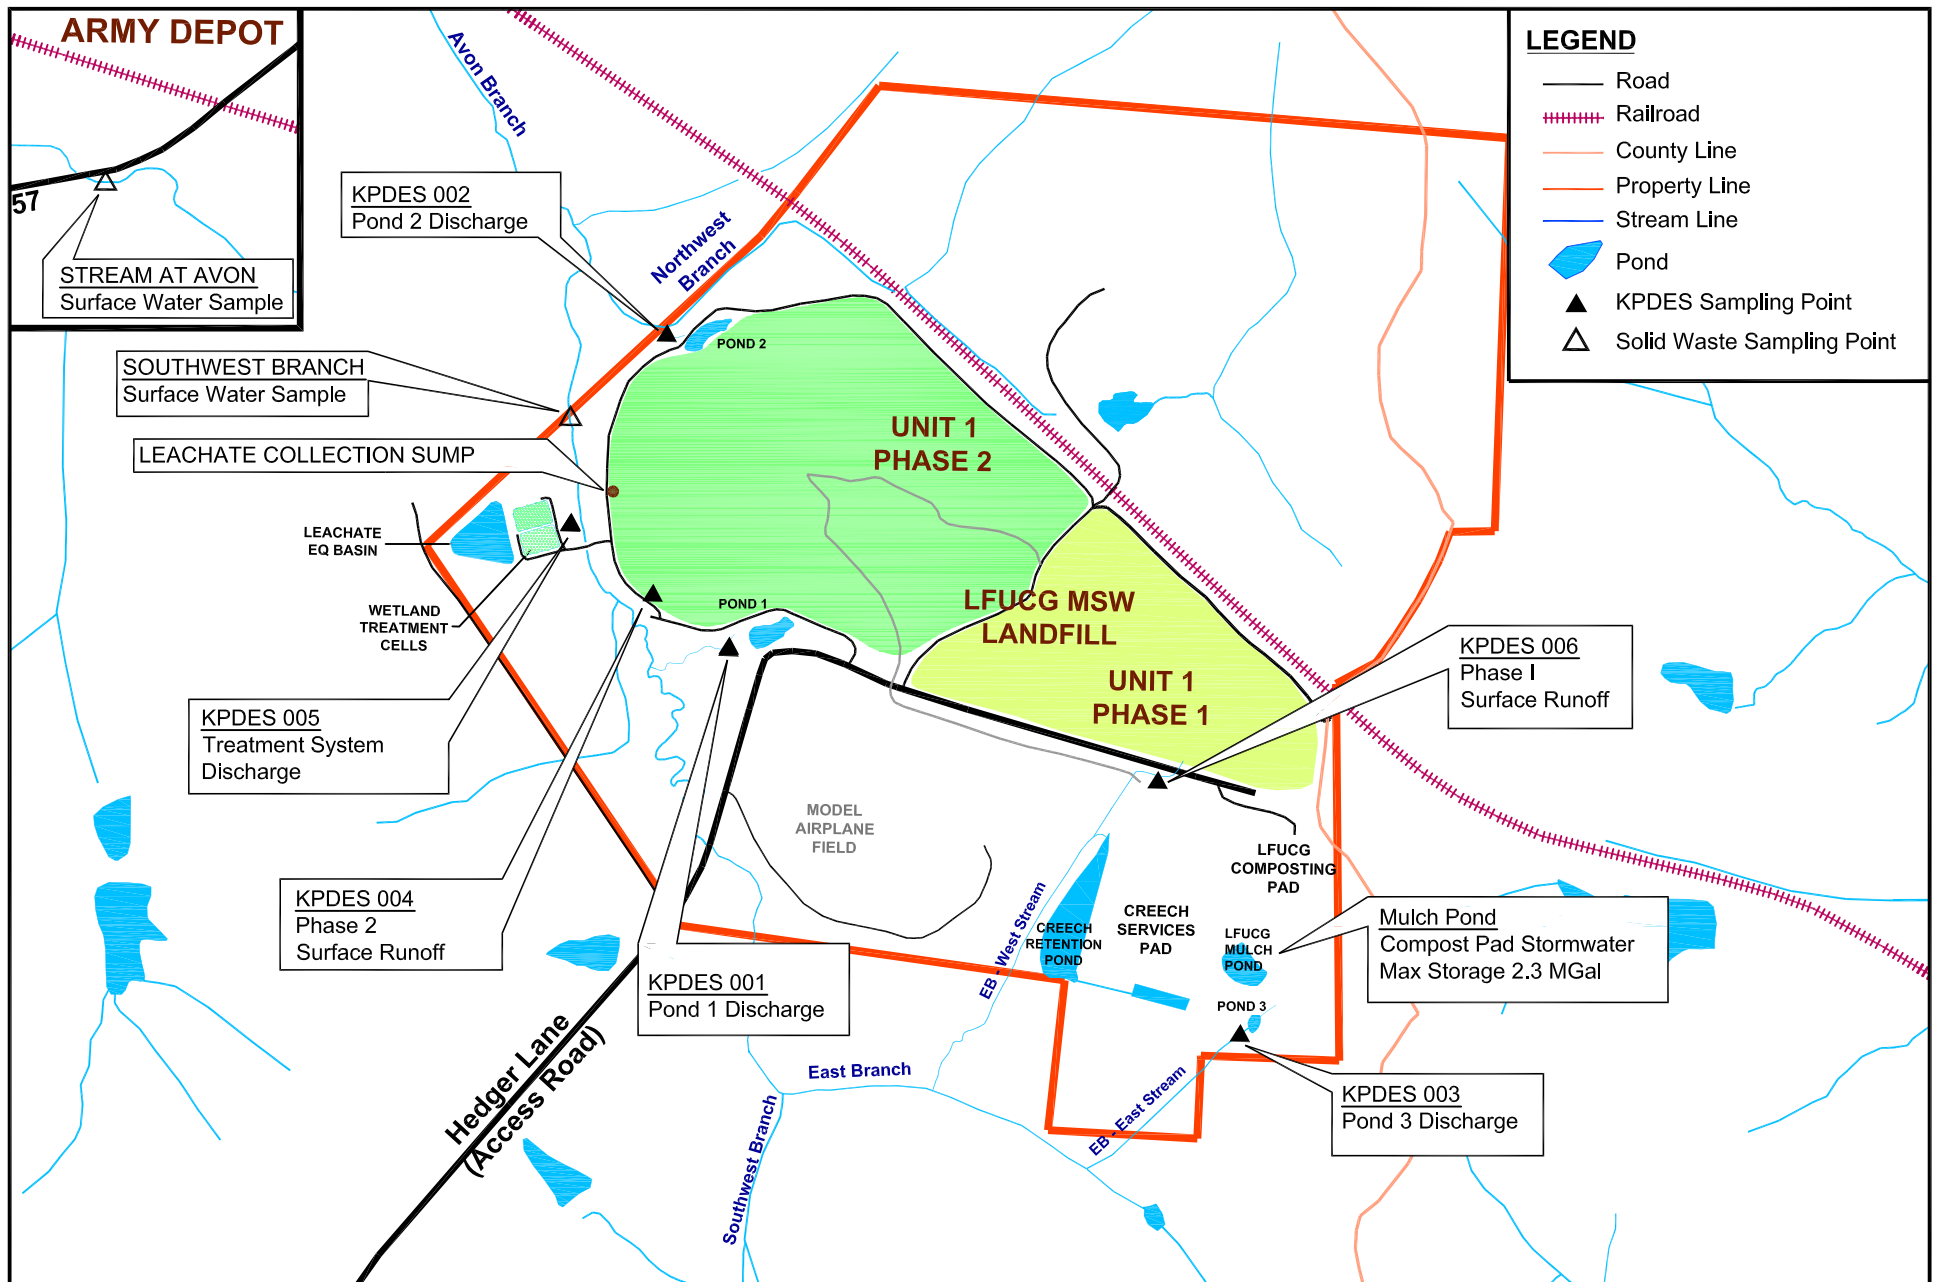 ARMY DEPOT
57
STREAM AT AVON
Surface Water Sample
Avon Branch
KPDES 002
Pond 2 Discharge
Northwest
Branch
LEGEND
Road
Railroad
County Line
Property Line
Stream Line
Pond
KPDES Sampling Point
Solid Waste Sampling Point
POND 2
SOUTHWEST BRANCH
Surface Water Sample
LEACHATE COLLECTION SUMP
UNIT 1
PHASE 2
LEACHATE
EQ BASIN
WETLAND
TREATMENT
CELLS
POND 1
LFUCG MSW
LANDFILL
UNIT 1
PHASE 1
KPDES 006
Phase I
Surface Runoff
KPDES 005
Treatment System
Discharge
MODEL
AIRPLANE
FIELD
LFUCG
COMPOSTING
PAD
KPDES 004
Phase 2
Surface Runoff
EB - West Stream
CREECH
RETENTION
POND
CREECH
SERVICES
PAD
LFUCG
MULCH
POND
Mulch Pond
Compost Pad Stormwater
Max Storage 2.3 MGal
KPDES 001
Pond 1 Discharge
POND 3
Hedger Lane
(Access Road)
East Branch
EB - East Stream
KPDES 003
Pond 3 Discharge
Southwest Branch